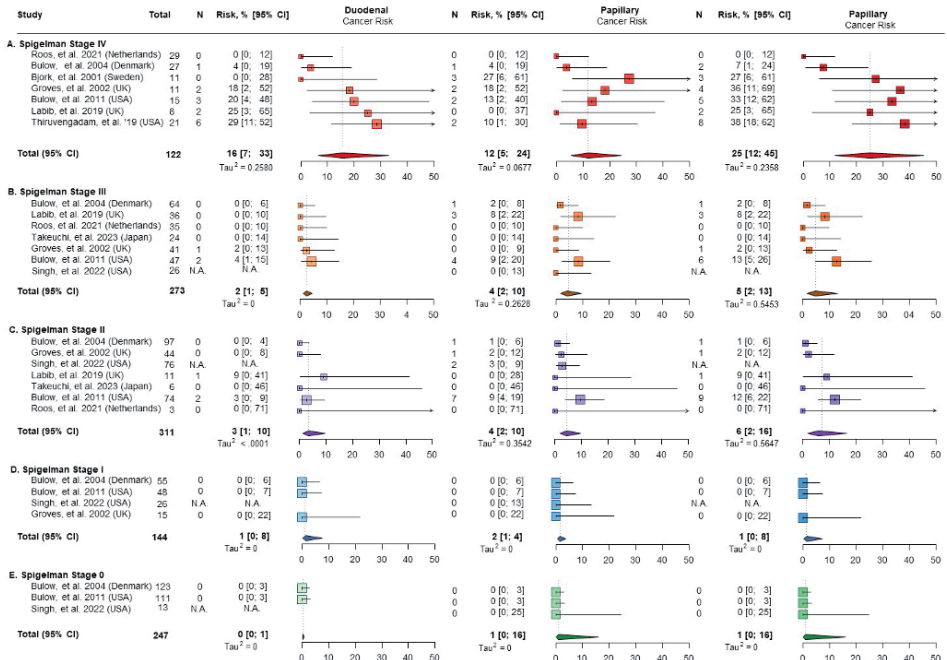 Duodenal Papillary Papillary
Study Total N Risk, % [95% CI] Cancer Risk N Risk, % [95% CI] Cancer Risk N Risk, % [95% CI] Cancer Risk
A. Spigelman Stage IV
Roos, et al. 2021 (Netherlands) 29 0 0 [0; 12] 0 0 [0; 12] 0 0 [0; 12]
Bulow, et al. 2004 (Denmark) 27 1 4 [0; 19] 1 4 [0; 19] 2 7 [1; 24]
Bjork, et al. 2001 (Sweden) 11 0 0 [0; 28] 3 27 [6; 61] 3 27 [6; 61]
Groves, et al. 2002 (UK) 11 2 18 [2; 52] 2 18 [2; 52] 4 36 [11; 69]
Bulow, et al. 2011 (USA) 15 3 20 [4; 48] 2 13 [2; 40] 5 33 [12; 62]
Labib, et al. 2019 (UK) 8 2 25 [3; 65] 0 0 [0; 37] 2 25 [3; 65]
Thiruvengadam, et al. '19 (USA) 21 6 29 [11; 52] 2 10 [1; 30] 8 38 [18; 62]
Total (95% CI) 122 16 [7; 33] 12 [5; 24] 25 [12; 45]
Tau² = 0.2580 Tau² = 0.0677 Tau² = 0.2358
0 10 20 30 4 50 0 10 20 30 40 50 0 10 20 30 40 50
B. Spigelman Stage III
Bulow, et al. 2004 (Denmark) 64 0 0 [0; 6] 1 2 [0; 8] 1 2 [0; 8]
Labib, et al. 2019 (UK) 36 0 0 [0; 10] 3 8 [2; 22] 3 8 [2; 22]
Roos, et al. 2021 (Netherlands) 35 0 0 [0; 10] 0 0 [0; 10] 0 0 [0; 10]
Takeuchi, et al. 2023 (Japan) 24 0 0 [0; 14] 0 0 [0; 14] 0 0 [0; 14]
Groves, et al. 2002 (UK) 41 1 2 [0; 13] 0 0 [0; 9] 1 2 [0; 13]
Bulow, et al. 2011 (USA) 47 2 4 [1; 15] 4 9 [2; 20] 6 13 [5; 26]
Singh, et al. 2022 (USA) 26 N.A. N.A. 0 0 [0; 13] N.A. N.A.
Total (95% CI) 273 2 [1; 5] 4 [2; 10] 5 [2; 13]
Tau² = 0 Tau² = 0.2628 Tau² = 0.5453
0 10 20 30 40 50 0 10 20 30 40 50 0 10 20 30 40 50
C. Spigelman Stage II
Bulow, et al. 2004 (Denmark) 97 0 0 [0; 4] 1 1 [0; 6] 1 1 [0; 6]
Groves, et al. 2002 (UK) 44 0 0 [0; 8] 1 2 [0; 12] 1 2 [0; 12]
Singh, et al. 2022 (USA) 76 N.A. N.A. 2 3 [0; 9] N.A. N.A.
Labib, et al. 2019 (UK) 11 1 9 [0; 41] 0 0 [0; 28] 1 9 [0; 41]
Takeuchi, et al. 2023 (Japan) 6 0 0 [0; 46] 0 0 [0; 46] 0 0 [0; 46]
Bulow, et al. 2011 (USA) 74 2 3 [0; 9] 7 9 [4; 19] 9 12 [6; 22]
Roos, et al. 2021 (Netherlands) 3 0 0 [0; 71] 0 0 [0; 71] 0 0 [0; 71]
Total (95% CI) 311 3 [1; 10] 4 [2; 10] 6 [2; 16]
Tau² < .0001 Tau² = 0.3542 Tau² = 0.5647
0 10 20 30 40 50 0 10 20 30 40 50 0 10 20 30 40 50
D. Spigelman Stage I
Bulow, et al. 2004 (Denmark) 55 0 0 [0; 6] 0 0 [0; 6] 0 0 [0; 6]
Bulow, et al. 2011 (USA) 48 0 0 [0; 7] 0 0 [0; 7] 0 0 [0; 7]
Singh, et al. 2022 (USA) 26 N.A. N.A. 0 0 [0; 13] N.A. N.A.
Groves, et al. 2002 (UK) 15 0 0 [0; 22] 0 0 [0; 22] 0 0 [0; 22]
Total (95% CI) 144 1 [0; 8] 2 [1; 4] 1 [0; 8]
Tau² = 0 Tau² = 0 Tau² = 0
0 10 20 30 40 50 0 10 20 30 40 50 0 10 20 30 40 50
E. Spigelman Stage 0
Bulow, et al. 2004 (Denmark) 123 0 0 [0; 3] 0 0 [0; 3] 0 0 [0; 3]
Bulow, et al. 2011 (USA) 111 0 0 [0; 3] 0 0 [0; 3] 0 0 [0; 3]
Singh, et al. 2022 (USA) 13 N.A. N.A. 0 0 [0; 25] 0 0 [0; 25]
Total (95% CI) 247 0 [0; 1] 1 [0; 16] 1 [0; 16]
Tau² = 0 Tau² = 0 Tau² = 0
0 10 20 30 40 50 0 10 20 30 40 50 0 10 20 30 40 50